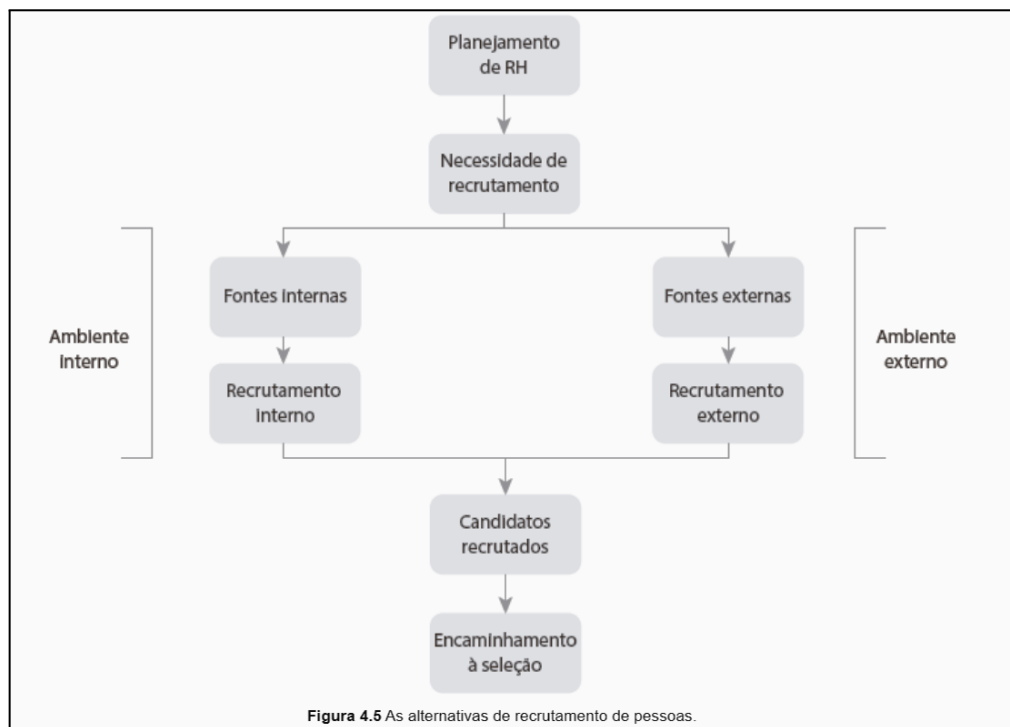 Planejamento
de RH
Necessidade de
recrutamento
Fontes internas
Fontes externas
Ambiente
interno
Ambiente
externo
Recrutamento
interno
Recrutamento
externo
Candidatos
recrutados
Encaminhamento
à seleção
Figura 4.5 As alternativas de recrutamento de pessoas.